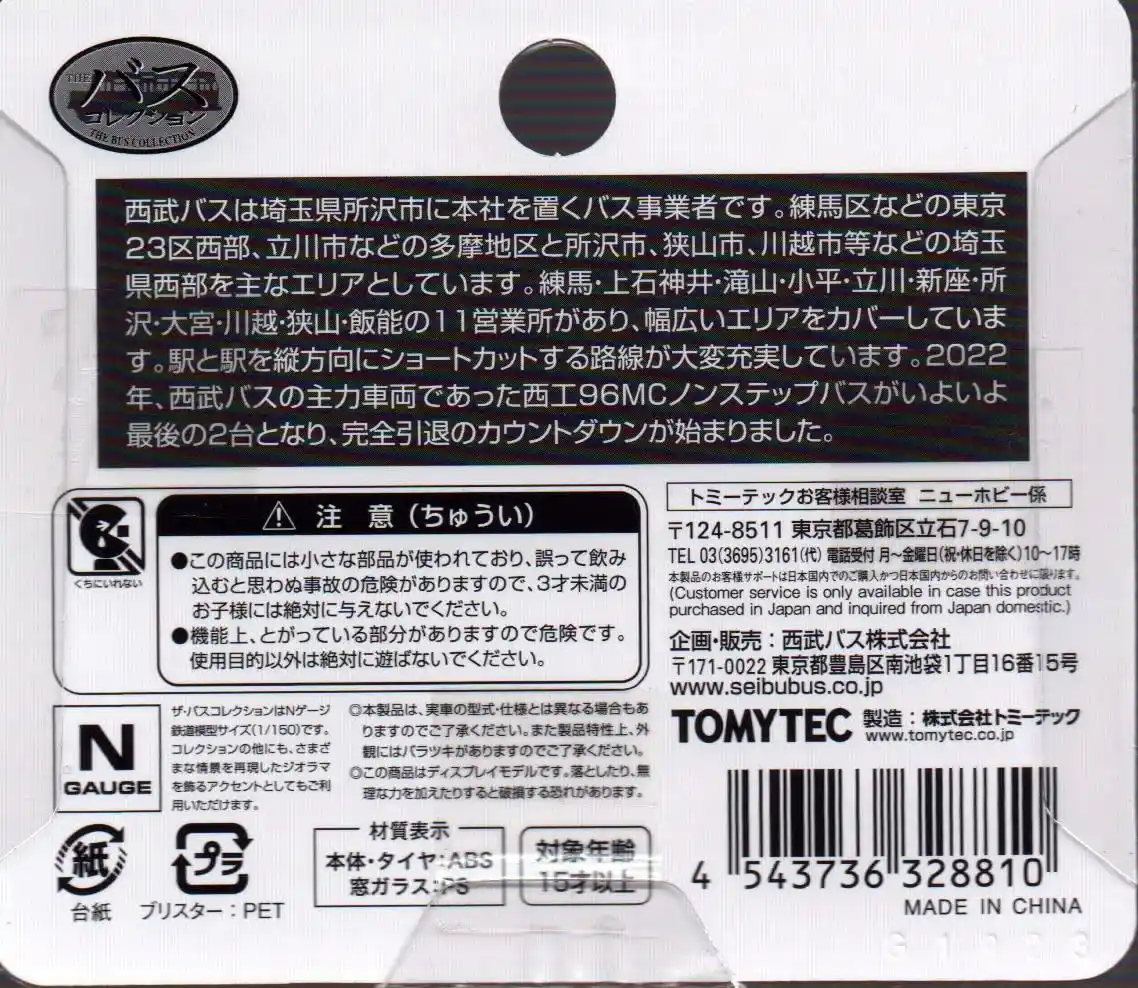 THE バス
コレクション
THE BUS COLLECTION
西武バスは埼玉県所沢市に本社を置くバス事業者です。練馬区などの東京
23区西部、立川市などの多摩地区と所沢市、狭山市、川越市等などの埼玉
県西部を主なエリアとしています。練馬・上石神井・滝山・小平・立川・新座・所
沢・大宮・川越・狭山・飯能の11営業所があり、幅広いエリアをカバーしていま
す。駅と駅を縦方向にショートカットする路線が大変充実しています。2022
年、西武バスの主力車両であった西工96MCノンステップバスがいよいよ
最後の2台となり、完全引退のカウントダウンが始まりました。
くちにいれない
注 意(ちゅうい)
●この商品には小さな部品が使われており、誤って飲み
込むと思わぬ事故の危険がありますので、3才未満の
お子様には絶対に与えないでください。
●機能上、とがっている部分がありますので危険です。
使用目的以外は絶対に遊ばないでください。
トミーテックお客様相談室 ニューホビー係
〒124-8511 東京都葛飾区立石7-9-10
TEL 03(3695)3161(代) 電話受付 月〜金曜日(祝・休日を除く)10〜17時
本製品のお客様サポートは日本国内でのご購入かつ日本国内からのお問い合わせに限ります。
(Customer service is only available in case this product
purchased in Japan and inquired from Japan domestic.)
企画・販売:西武バス株式会社
〒171-0022 東京都豊島区南池袋1丁目16番15号
www.seibubus.co.jp
TOMYTEC 製造:株式会社トミーテック
www.tomytec.co.jp
N
GAUGE
ザ・バスコレクションはNゲージ
鉄道模型サイズ(1/150)です。
コレクションの他にも、さまざ
まな情景を再現したジオラマ
を飾るアクセントとしてもご利
用いただけます。
◎本製品は、実車の型式・仕様とは異なる場合もあ
りますのでご了承ください。また製品特性上、外
観にはバラツキがありますのでご了承ください。
◎この商品はディスプレイモデルです。落としたり、無
理な力を加えたりすると破損する恐れがあります。
紙
台紙
プラ
ブリスター:PET
材質表示
本体・タイヤ:ABS
窓ガラス:PS
対象年齢
15才以上
4 543736 328810
MADE IN CHINA